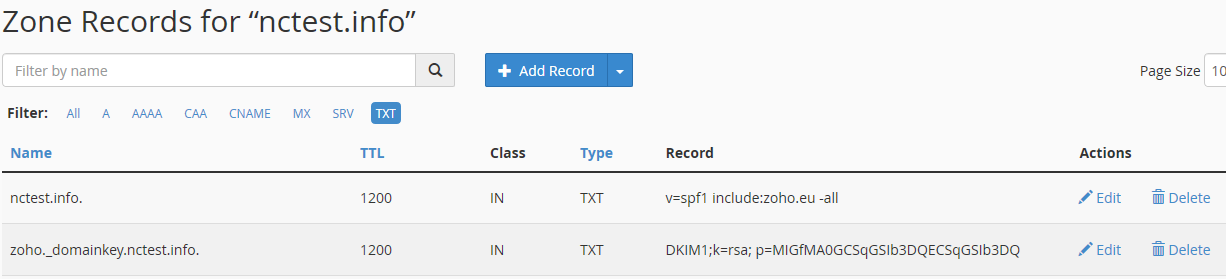 Zone Records for “nctest.info”
Filter by name
Add Record
Page Size 10
Filter: All A AAAA CAA CNAME MX SRV TXT
Name TTL Class Type Record Actions
nctest.info. 1200 IN TXT v=spf1 include:zoho.eu -all Edit Delete
zoho._domainkey.nctest.info. 1200 IN TXT DKIM1;k=rsa; p=MIGfMA0GCSqGSIb3DQECSqGSIb3DQ Edit Delete